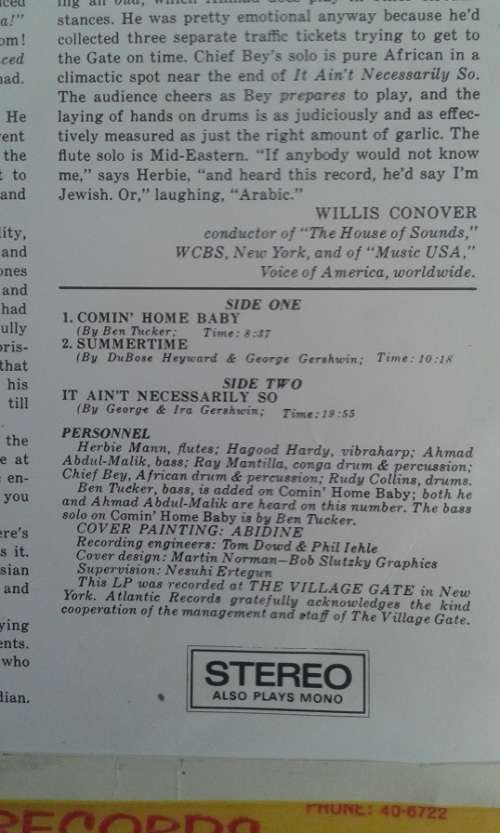 stances. He was pretty emotional anyway because he'd
collected three separate traffic tickets trying to get to
the Gate on time. Chief Bey's solo is pure African in a
climactic spot near the end of It Ain't Necessarily So.
The audience cheers as Bey prepares to play, and the
laying of hands on drums is as judiciously and as effec-
tively measured as just the right amount of garlic. The
flute solo is Mid-Eastern. "If anybody would not know
me," says Herbie, "and heard this record, he'd say I'm
Jewish. Or," laughing, "Arabic."
WILLIS CONOVER
conductor of "The House of Sounds,"
WCBS, New York, and of "Music USA,"
Voice of America, worldwide.
SIDE ONE
1. COMIN' HOME BABY
(By Ben Tucker; Time: 8:37
2. SUMMERTIME
(By DuBose Heyward & George Gershwin; Time: 10:18
SIDE TWO
IT AIN'T NECESSARILY SO
(By George & Ira Gershwin; Time: 19:55
PERSONNEL
Herbie Mann, flutes; Hagood Hardy, vibraharp; Ahmad
Abdul-Malik, bass; Ray Mantilla, conga drum & percussion;
Chief Bey, African drum & percussion; Rudy Collins, drums.
Ben Tucker, bass, is added on Comin' Home Baby; both he
and Ahmad Abdul-Malik are heard on this number. The bass
solo on Comin' Home Baby is by Ben Tucker.
COVER PAINTING: ABIDINE
Recording engineers: Tom Dowd & Phil Iehle
Cover design: Martin Norman—Bob Slutzky Graphics
Supervision: Nesuhi Ertegun
This LP was recorded at THE VILLAGE GATE in New
York. Atlantic Records gratefully acknowledges the kind
cooperation of the management and staff of The Village Gate.
STEREO
ALSO PLAYS MONO
PHONE: 40-6722
RECORDS